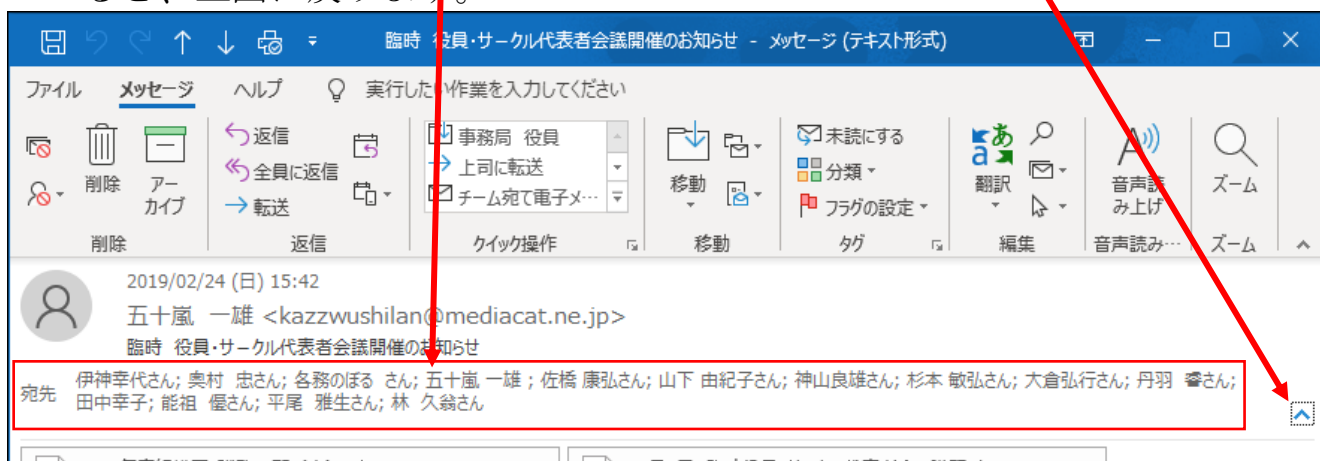 臨時 役員・サークル代表者会議開催のお知らせ - メッセージ (テキスト形式)
ファイル メッセージ ヘルプ 実行したい作業を入力してください
削除
アーカイブ
返信
全員に返信
転送
事務局 役員
上司に転送
チーム宛て電子メ…
移動
未読にする
分類
フラグの設定
翻訳
音声読み上げ
ズーム
削除 返信 クイック操作 移動 タグ 編集 音声読み… ズーム
2019/02/24 (日) 15:42
五十嵐 一雄 <kazzwushilan@mediacat.ne.jp>
臨時 役員・サークル代表者会議開催のお知らせ
宛先 伊神幸代さん; 奥村 忠さん; 各務のぼる さん; 五十嵐 一雄 ; 佐橋 康弘さん; 山下 由紀子さん; 神山良雄さん; 杉本 敏弘さん; 大倉弘行さん; 丹羽 睿さん;
田中幸子; 能祖 優さん; 平尾 雅生さん; 林 久翁さん